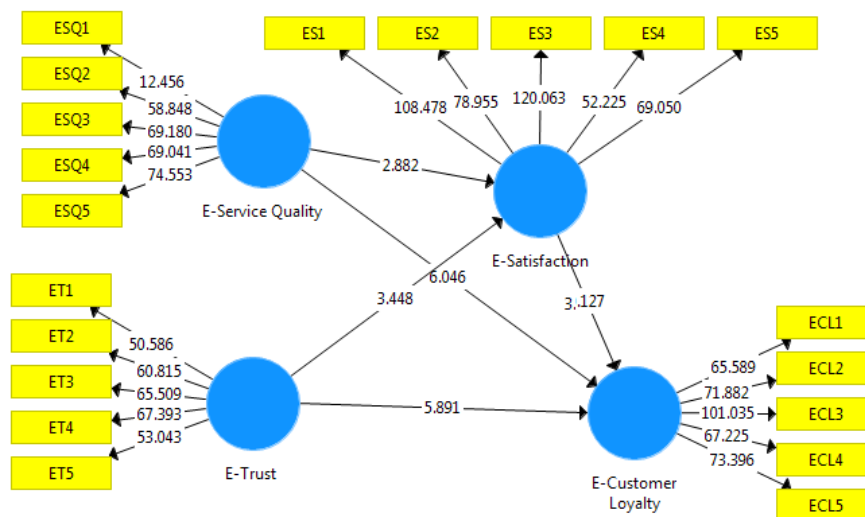 ESQ1
ESQ2
ESQ3
ESQ4
ESQ5
12.456
58.848
69.180
69.041
74.553
E-Service Quality
ES1
ES2
ES3
ES4
ES5
108.478
78.955
120.063
52.225
69.050
E-Satisfaction
2.882
6.046
3.448
3.127
5.891
ET1
ET2
ET3
ET4
ET5
50.586
60.815
65.509
67.393
53.043
E-Trust
ECL1
ECL2
ECL3
ECL4
ECL5
65.589
71.882
101.035
67.225
73.396
E-Customer
Loyalty